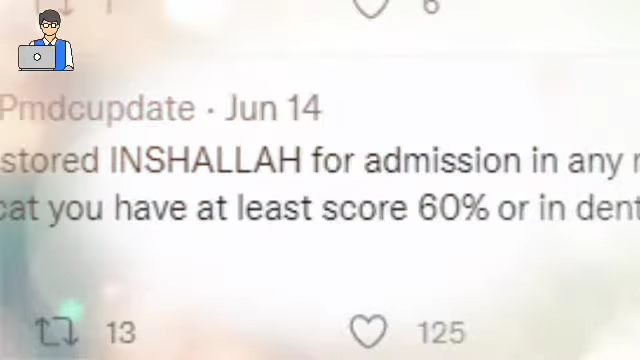 6
Pmdcupdate · Jun 14
stored INSHALLAH for admission in any
cat you have at least score 60% or in dent
13 125